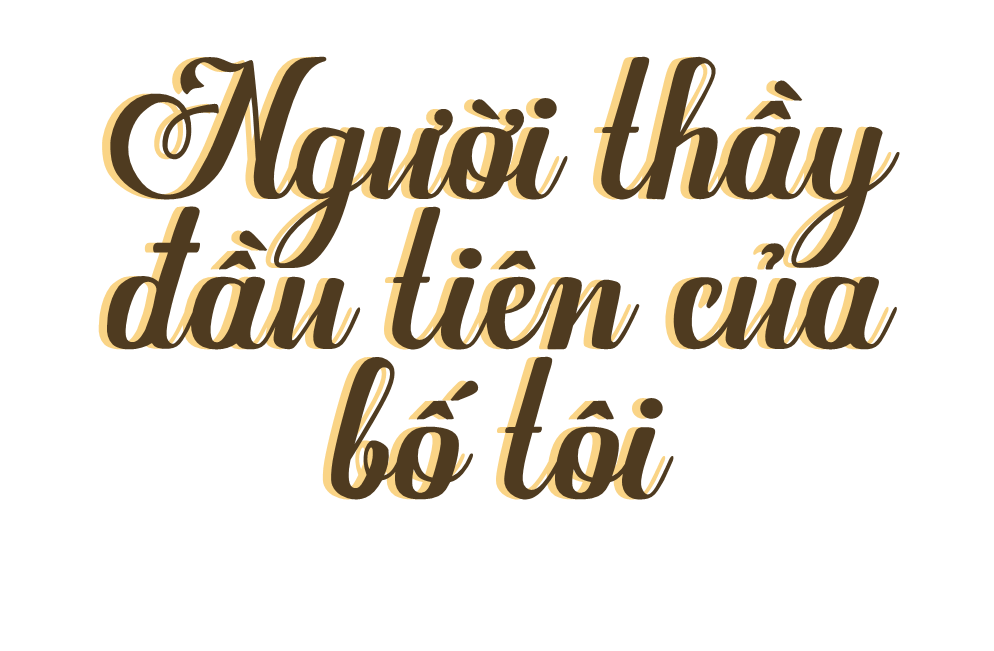 Người thầy
đầu tiên của
bố tôi